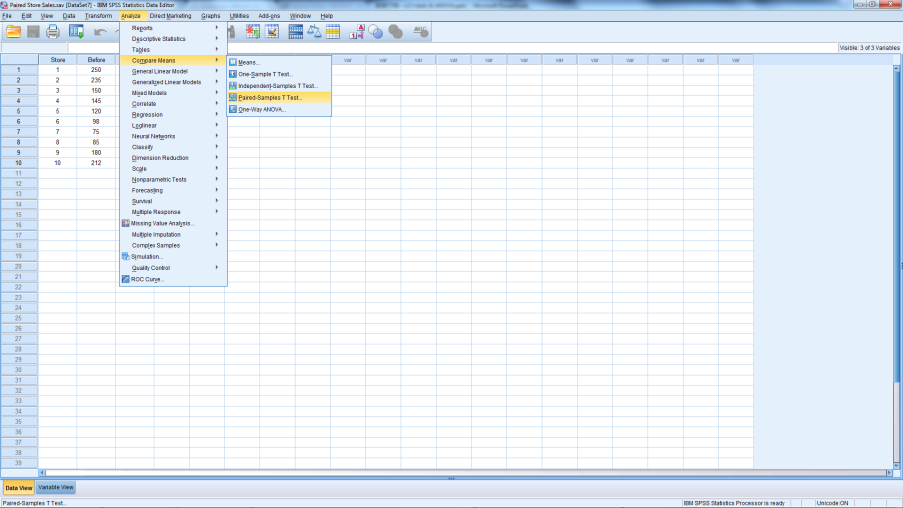 Paired Store Sales.sav [DataSet7] - IBM SPSS Statistics Data Editor
File Edit View Data Transform Analyze Direct Marketing Graphs Utilities Add-ons Window Help
Visible: 3 of 3 Variables
Store Before var var var var var var var var var var var var
1 1 250
2 2 235
3 3 150
4 4 145
5 5 120
6 6 98
7 7 75
8 8 85
9 9 180
10 10 212
11
12
13
14
15
16
17
18
19
20
21
22
23
24
25
26
27
28
29
30
31
32
33
34
35
36
37
38
39
Reports
Descriptive Statistics
Tables
Compare Means
General Linear Model
Generalized Linear Models
Mixed Models
Correlate
Regression
Loglinear
Neural Networks
Classify
Dimension Reduction
Scale
Nonparametric Tests
Forecasting
Survival
Multiple Response
Missing Value Analysis...
Multiple Imputation
Complex Samples
Simulation...
Quality Control
ROC Curve...
Means...
One-Sample T Test...
Independent-Samples T Test...
Paired-Samples T Test...
One-Way ANOVA...
Data View Variable View
Paired-Samples T Test...
IBM SPSS Statistics Processor is ready
Unicode:ON